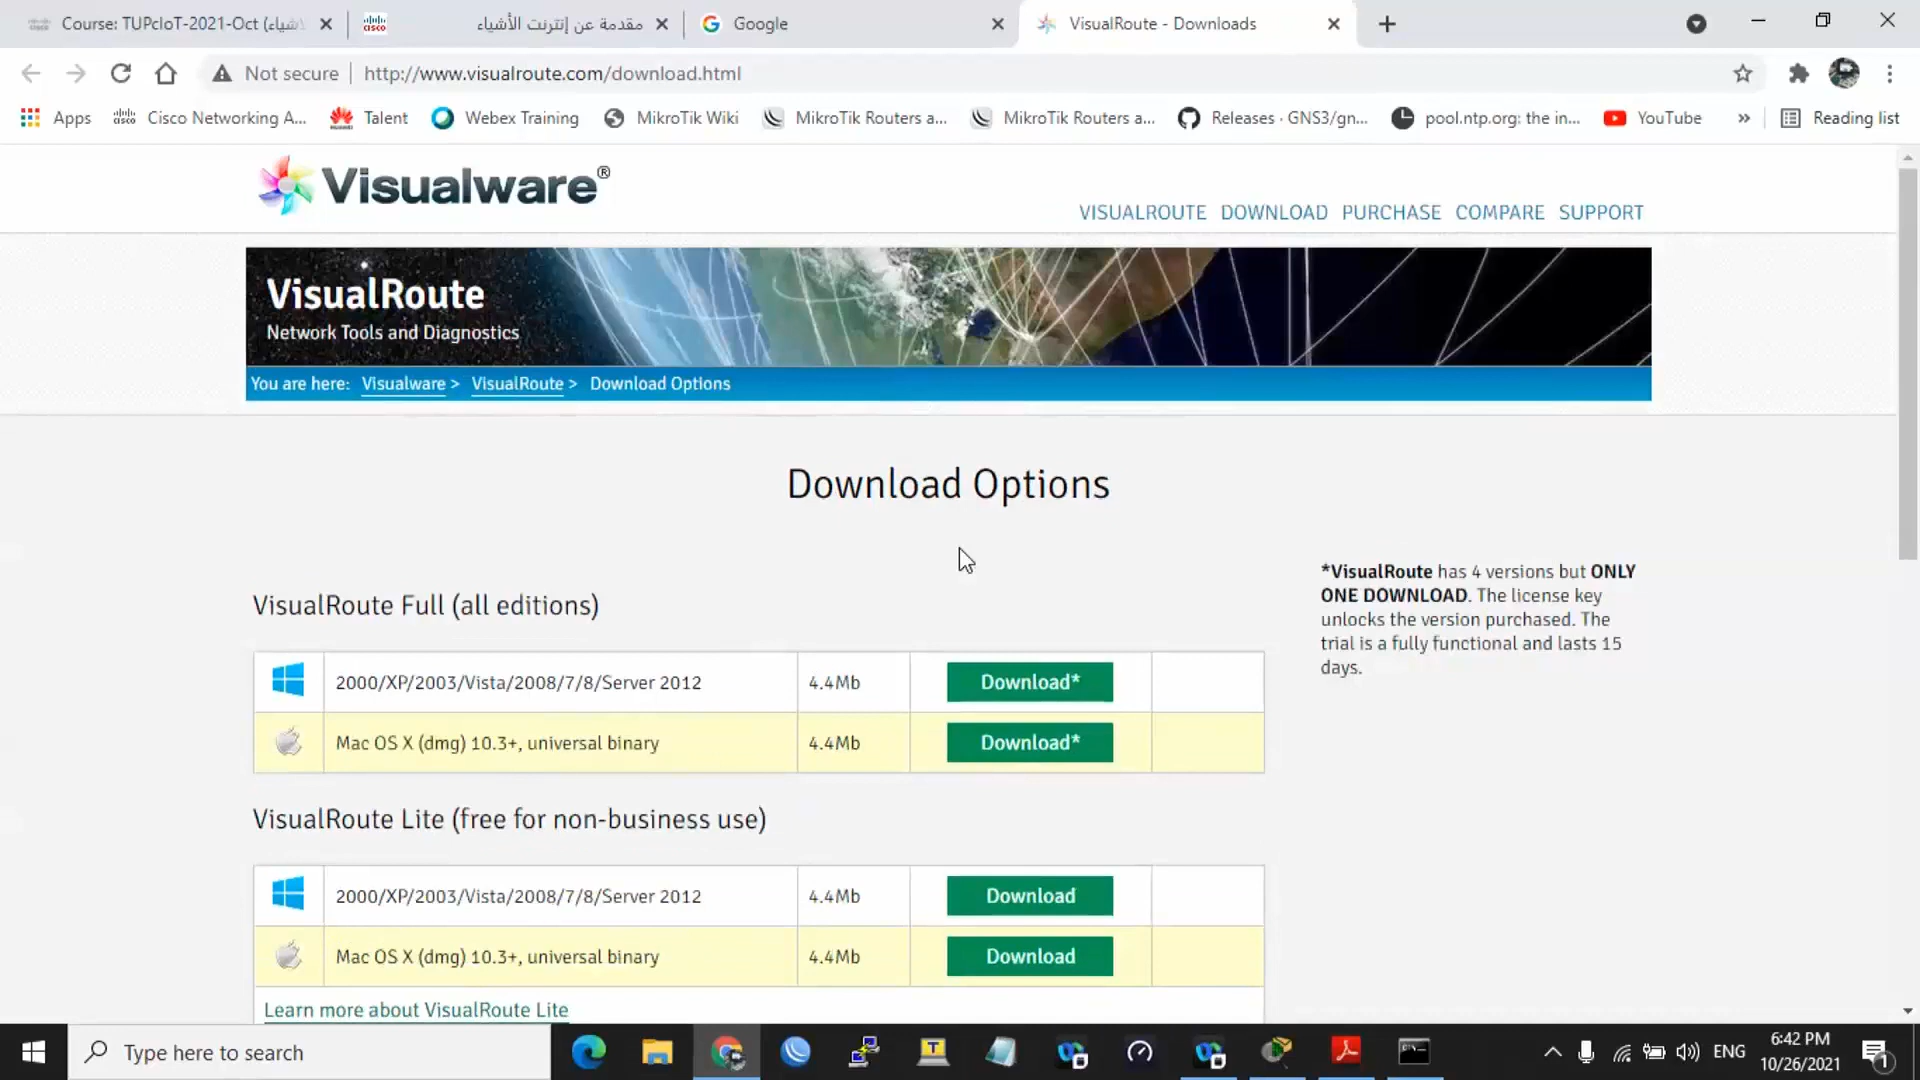 Course: TUPcIoT-2021-Oct (إنترنت الأشياء
مقدمة عن إنترنت الأشياء
Google
VisualRoute - Downloads
Not secure
http://www.visualroute.com/download.html
Apps
Cisco Networking A...
Talent
Webex Training
MikroTik Wiki
MikroTik Routers a...
MikroTik Routers a...
Releases · GNS3/gn...
pool.ntp.org: the in...
YouTube
»
Reading list
Visualware®
VISUALROUTE DOWNLOAD PURCHASE COMPARE SUPPORT
VisualRoute
Network Tools and Diagnostics
You are here: Visualware > VisualRoute > Download Options
Download Options
VisualRoute Full (all editions)
2000/XP/2003/Vista/2008/7/8/Server 2012 4.4Mb Download*
Mac OS X (dmg) 10.3+, universal binary 4.4Mb Download*
*VisualRoute has 4 versions but ONLY
ONE DOWNLOAD. The license key
unlocks the version purchased. The
trial is a fully functional and lasts 15
days.
VisualRoute Lite (free for non-business use)
2000/XP/2003/Vista/2008/7/8/Server 2012 4.4Mb Download
Mac OS X (dmg) 10.3+, universal binary 4.4Mb Download
Learn more about VisualRoute Lite
Type here to search
ENG
6:42 PM
10/26/2021
1